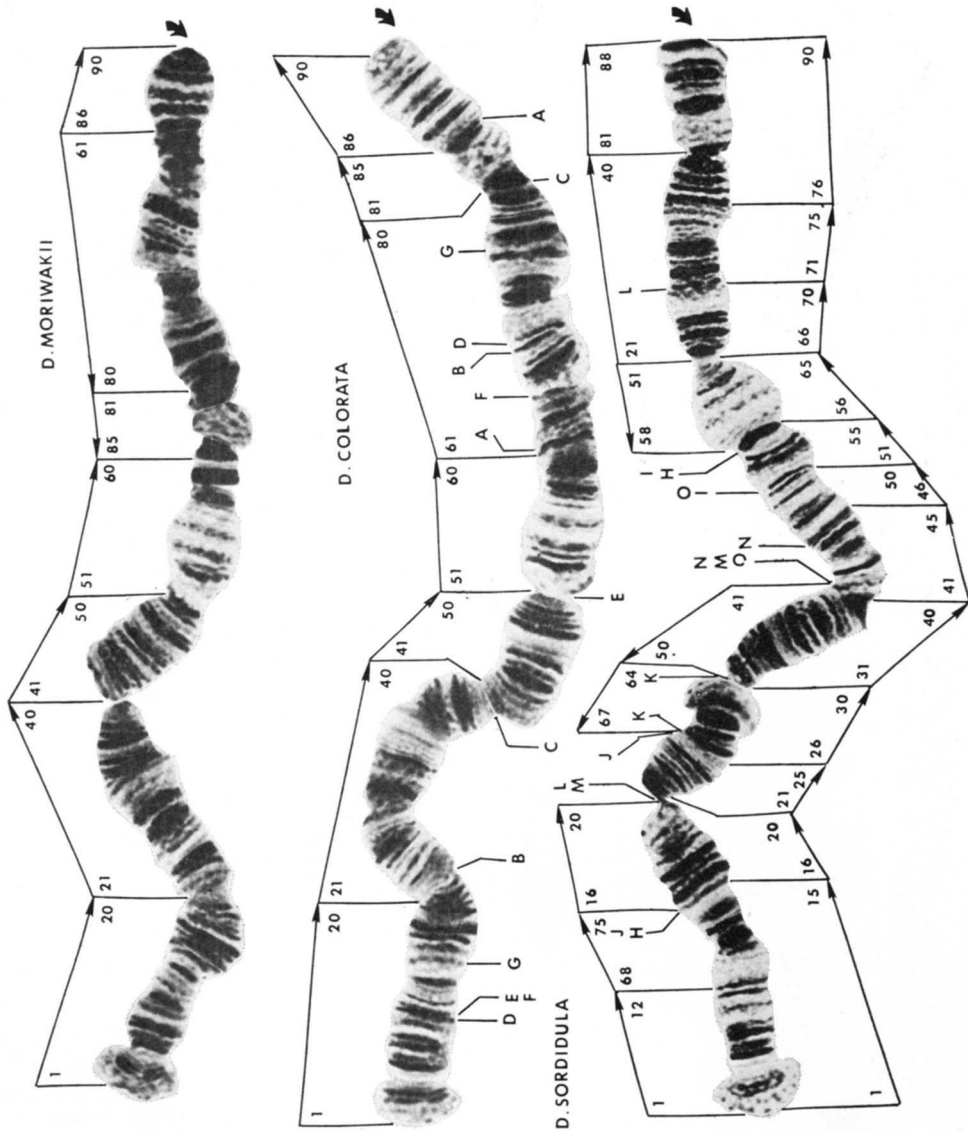 D. MORIWAKII
1 20 21 40 41 50 51 60 85 81 80 61 86 90
D. COLORATA
1 20 21 40 41 50 51 60 61 80 81 85 86 90
D E F G B C E A F B D G C A
D. SORDIDULA
1 12 68 75 16 20 67 64 50 41 58 51 21 40 81 88
J H L M J K K N M O N O H L
1 15 16 20 21 25 26 30 31 40 41 45 46 50 51 55 56 65 66 70 71 75 76 90